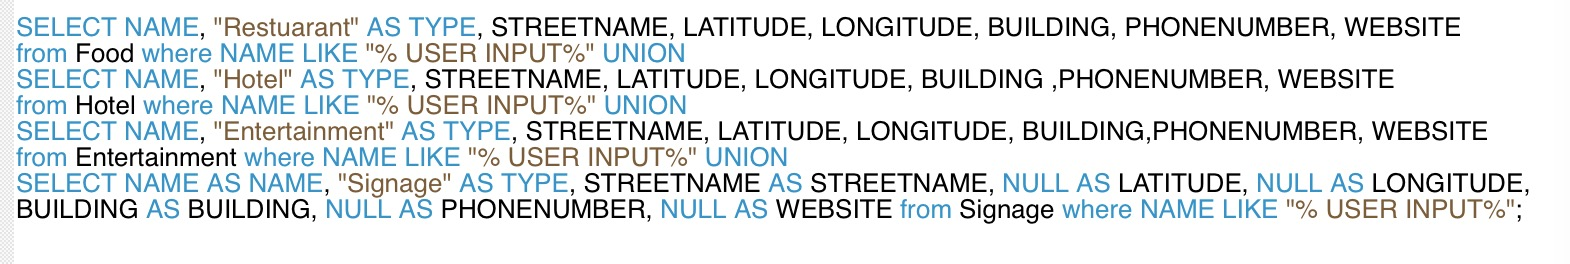 SELECT NAME, "Restuarant" AS TYPE, STREETNAME, LATITUDE, LONGITUDE, BUILDING, PHONENUMBER, WEBSITE
from Food where NAME LIKE "% USER INPUT%" UNION
SELECT NAME, "Hotel" AS TYPE, STREETNAME, LATITUDE, LONGITUDE, BUILDING ,PHONENUMBER, WEBSITE
from Hotel where NAME LIKE "% USER INPUT%" UNION
SELECT NAME, "Entertainment" AS TYPE, STREETNAME, LATITUDE, LONGITUDE, BUILDING,PHONENUMBER, WEBSITE
from Entertainment where NAME LIKE "% USER INPUT%" UNION
SELECT NAME AS NAME, "Signage" AS TYPE, STREETNAME AS STREETNAME, NULL AS LATITUDE, NULL AS LONGITUDE,
BUILDING AS BUILDING, NULL AS PHONENUMBER, NULL AS WEBSITE from Signage where NAME LIKE "% USER INPUT%";